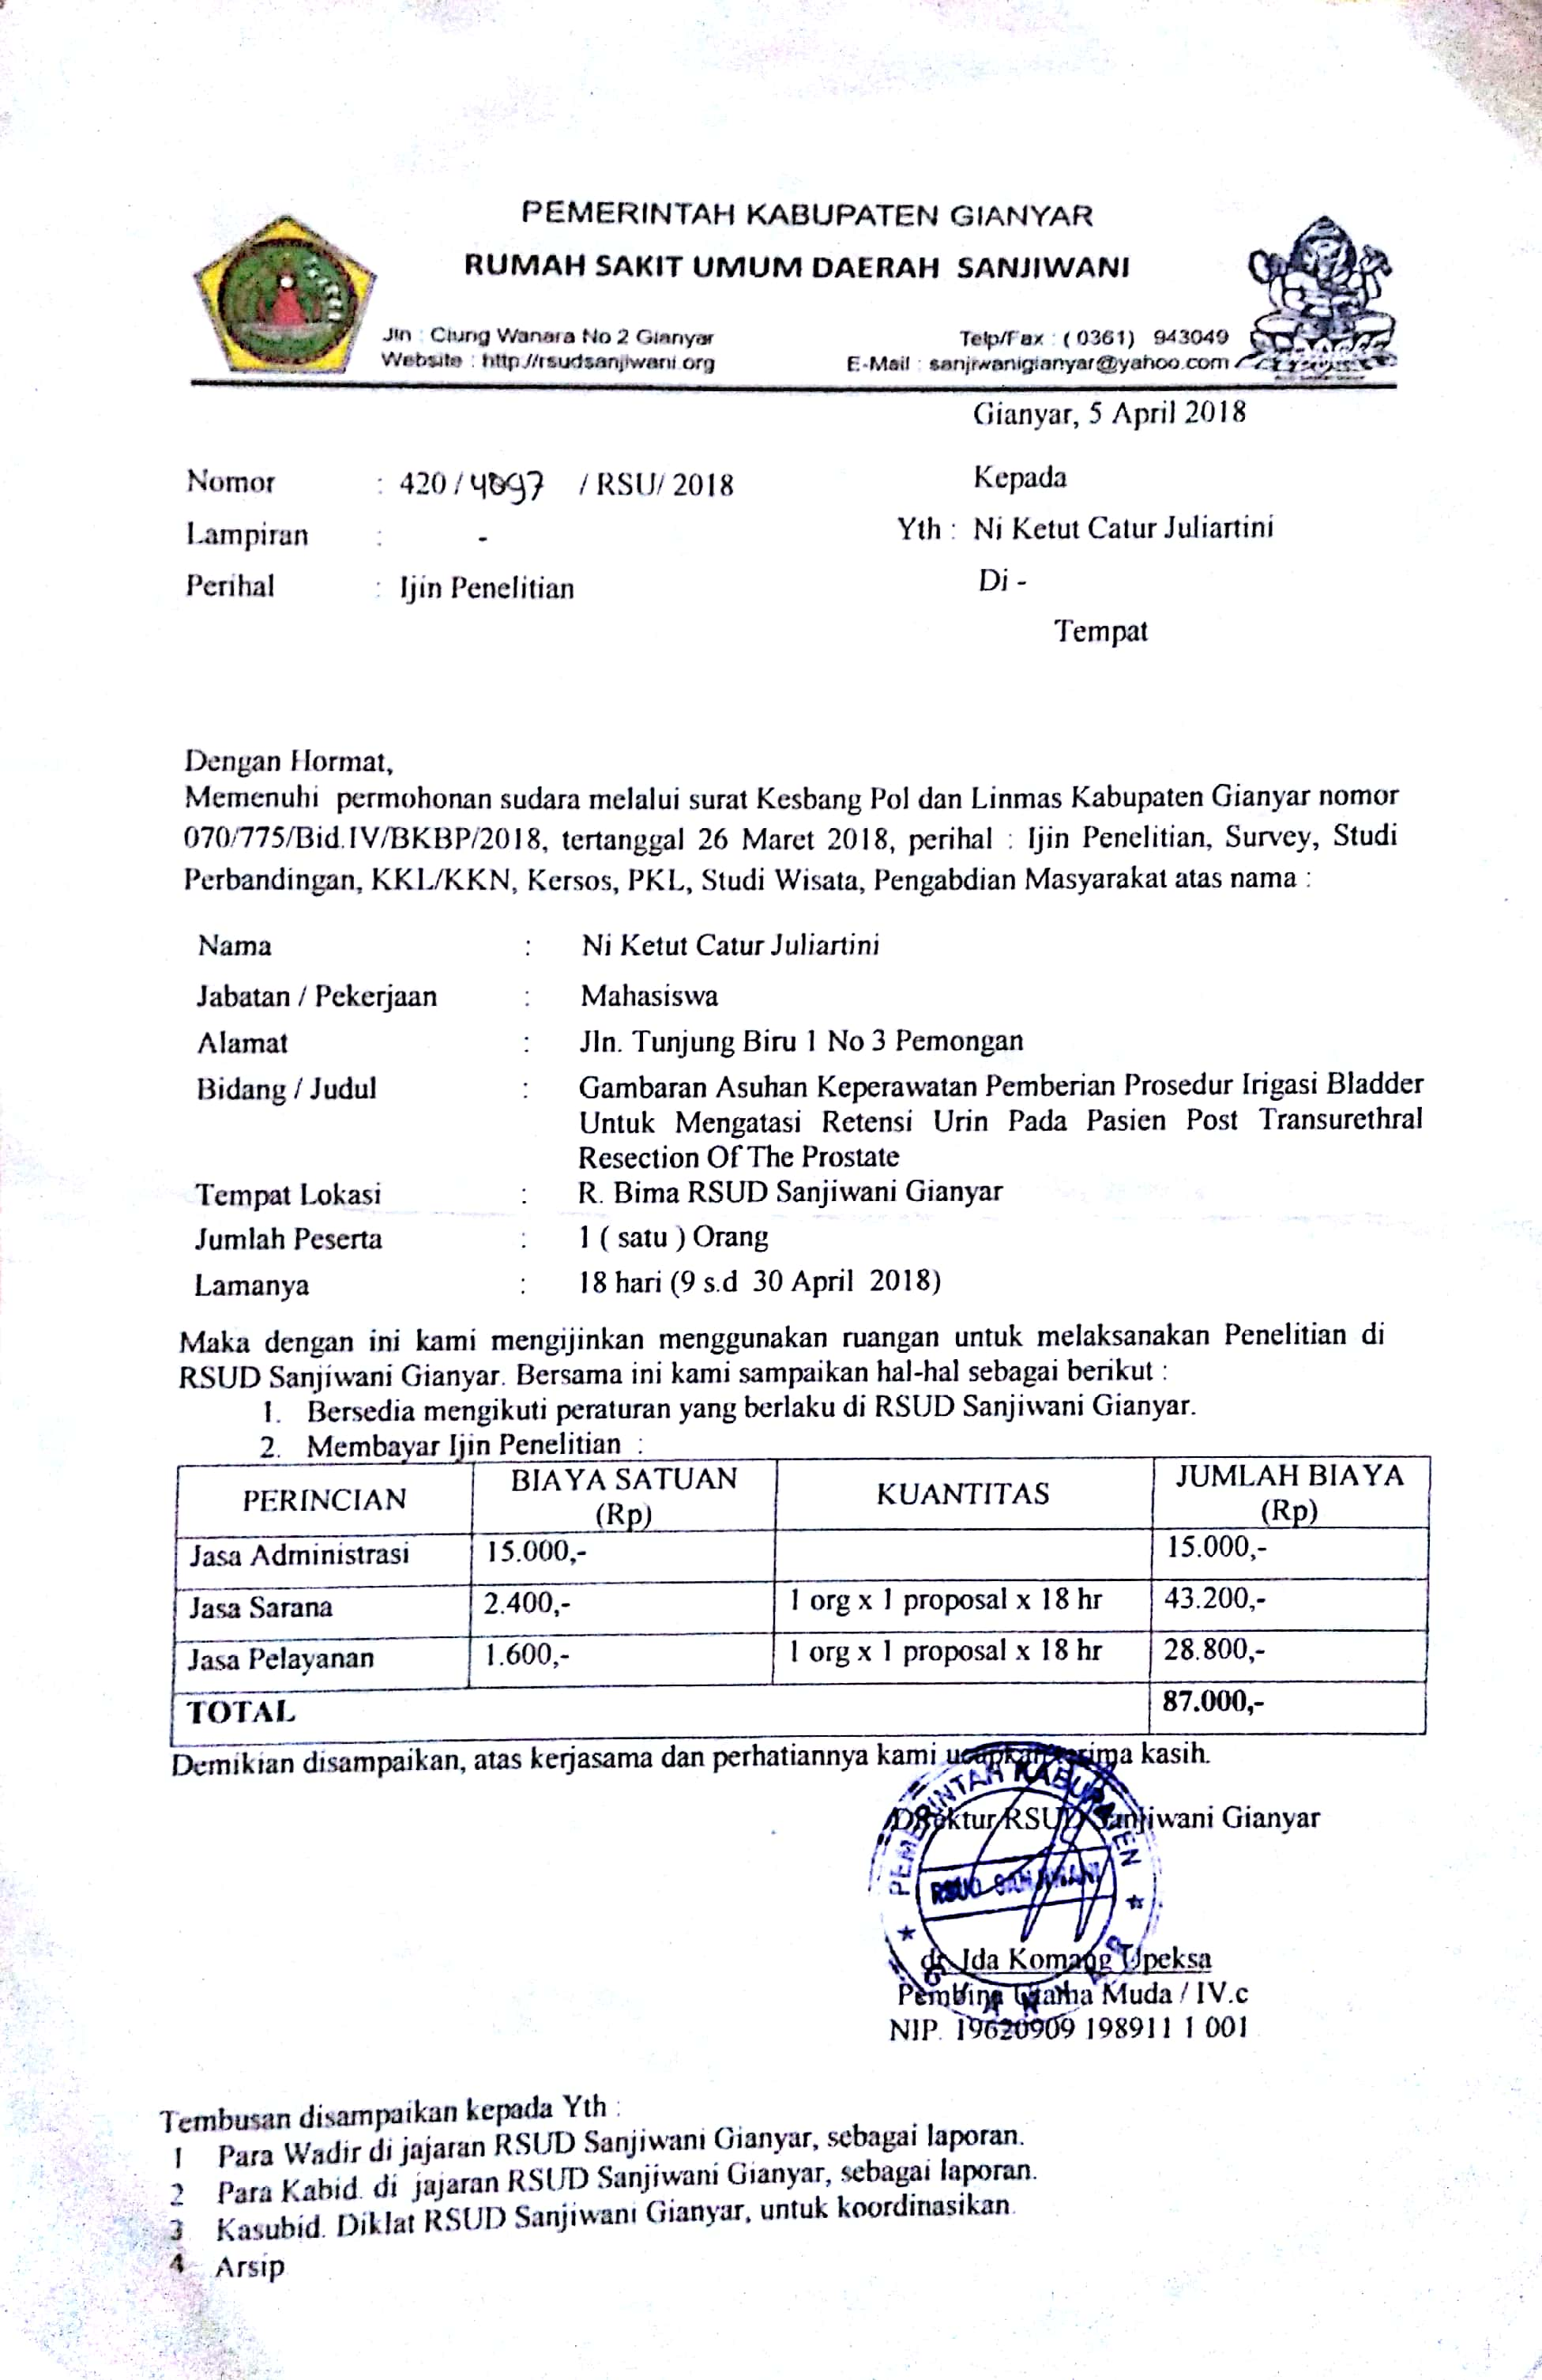 PEMERINTAH KABUPATEN GIANYAR
RUMAH SAKIT UMUM DAERAH SANJIWANI
Jln : Ciung Wanara No 2 Gianyar Telp/Fax : ( 0361) 943049
Website : http://rsudsanjiwani.org E-Mail : sanjiwanigianyar@yahoo.com
Gianyar, 5 April 2018
Nomor : 420 / 4097 / RSU/ 2018 Kepada
Lampiran : - Yth : Ni Ketut Catur Juliartini
Perihal : Ijin Penelitian Di -
Tempat
Dengan Hormat,
Memenuhi permohonan sudara melalui surat Kesbang Pol dan Linmas Kabupaten Gianyar nomor
070/775/Bid.IV/BKBP/2018, tertanggal 26 Maret 2018, perihal : Ijin Penelitian, Survey, Studi
Perbandingan, KKL/KKN, Kersos, PKL, Studi Wisata, Pengabdian Masyarakat atas nama :
Nama : Ni Ketut Catur Juliartini
Jabatan / Pekerjaan : Mahasiswa
Alamat : Jln. Tunjung Biru 1 No 3 Pemongan
Bidang / Judul : Gambaran Asuhan Keperawatan Pemberian Prosedur Irigasi Bladder
Untuk Mengatasi Retensi Urin Pada Pasien Post Transurethral
Resection Of The Prostate
Tempat Lokasi : R. Bima RSUD Sanjiwani Gianyar
Jumlah Peserta : 1 ( satu ) Orang
Lamanya : 18 hari (9 s.d 30 April 2018)
Maka dengan ini kami mengijinkan menggunakan ruangan untuk melaksanakan Penelitian di
RSUD Sanjiwani Gianyar. Bersama ini kami sampaikan hal-hal sebagai berikut :
1. Bersedia mengikuti peraturan yang berlaku di RSUD Sanjiwani Gianyar.
2. Membayar Ijin Penelitian :
PERINCIAN BIAYA SATUAN (Rp) KUANTITAS JUMLAH BIAYA (Rp)
Jasa Administrasi 15.000,- 15.000,-
Jasa Sarana 2.400,- 1 org x 1 proposal x 18 hr 43.200,-
Jasa Pelayanan 1.600,- 1 org x 1 proposal x 18 hr 28.800,-
TOTAL 87.000,-
Demikian disampaikan, atas kerjasama dan perhatiannya kami ucapkan terima kasih.
Direktur RSUD Sanjiwani Gianyar
PEMERINTAH KABUPATEN
RSUD SANJIWANI
dr. Ida Komang Upeksa
Pembina Utama Muda / IV.c
NIP. 19620909 198911 1 001
Tembusan disampaikan kepada Yth :
1 Para Wadir di jajaran RSUD Sanjiwani Gianyar, sebagai laporan.
2 Para Kabid. di jajaran RSUD Sanjiwani Gianyar, sebagai laporan.
3 Kasubid. Diklat RSUD Sanjiwani Gianyar, untuk koordinasikan.
4 Arsip